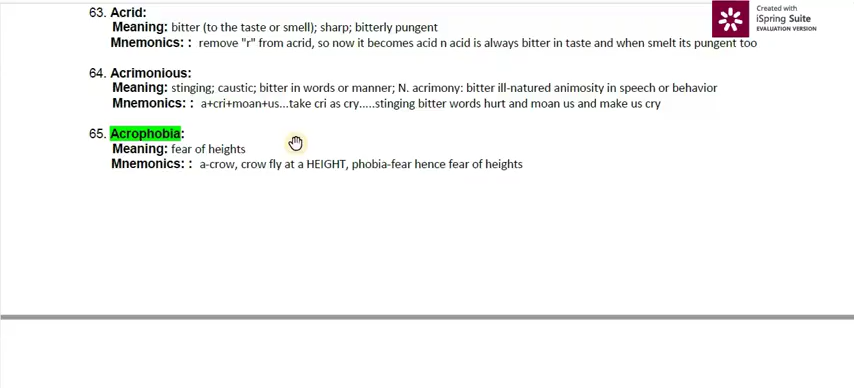 63. Acrid:
Meaning: bitter (to the taste or smell); sharp; bitterly pungent
Mnemonics: : remove "r" from acrid, so now it becomes acid n acid is always bitter in taste and when smelt its pungent too
64. Acrimonious:
Meaning: stinging; caustic; bitter in words or manner; N. acrimony: bitter ill-natured animosity in speech or behavior
Mnemonics: : a+cri+moan+us...take cri as cry.....stinging bitter words hurt and moan us and make us cry
65. Acrophobia:
Meaning: fear of heights
Mnemonics: : a-crow, crow fly at a HEIGHT, phobia-fear hence fear of heights
Created with
iSpring Suite
EVALUATION VERSION